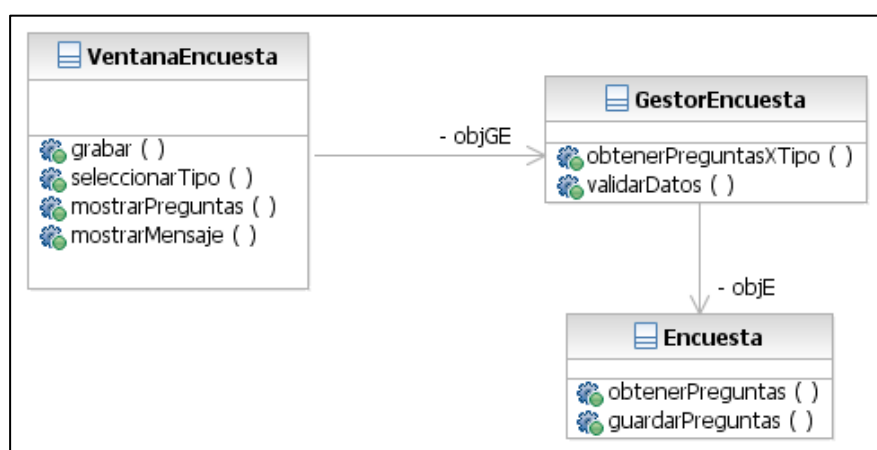 VentanaEncuesta
grabar ( )
seleccionarTipo ( )
mostrarPreguntas ( )
mostrarMensaje ( )
- objGE
GestorEncuesta
obtenerPreguntasXTipo ( )
validarDatos ( )
- objE
Encuesta
obtenerPreguntas ( )
guardarPreguntas ( )